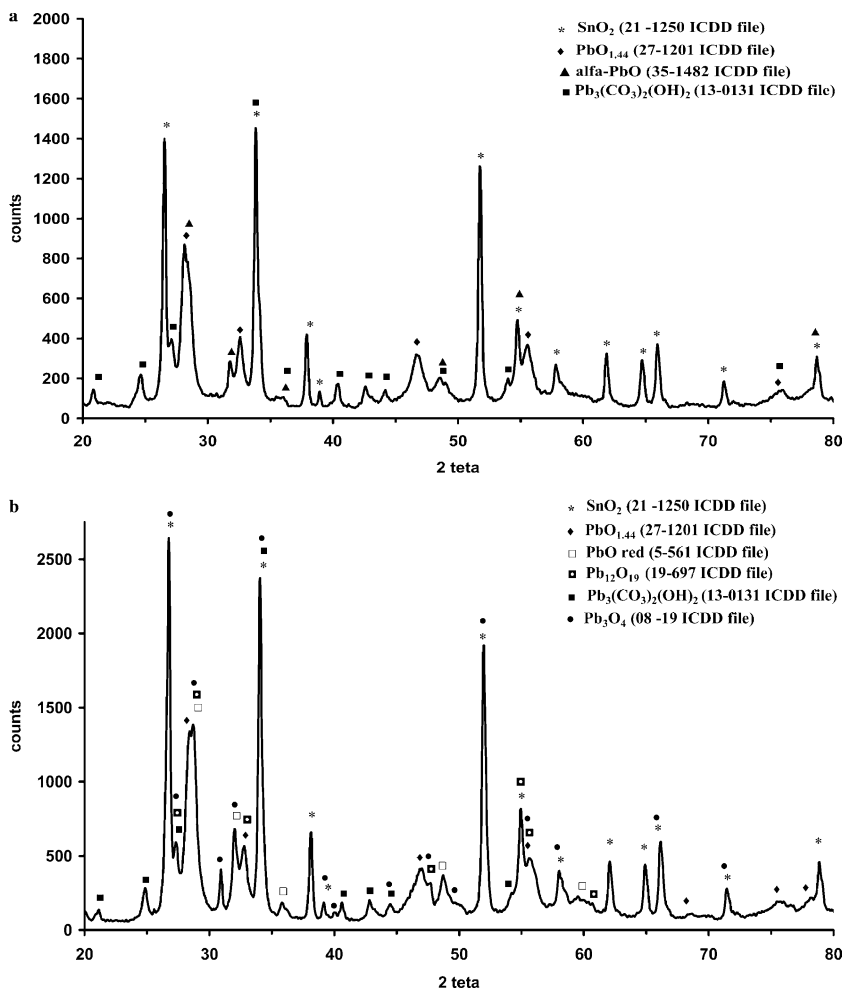 a
2000
1800
1600
1400
1200
1000
800
600
400
200
0
counts
* SnO₂ (21 -1250 ICDD file)
♦ PbO₁.₄₄ (27-1201 ICDD file)
▲ alfa-PbO (35-1482 ICDD file)
■ Pb₃(CO₃)₂(OH)₂ (13-0131 ICDD file)
20 30 40 50 60 70 80
2 teta
b
2500
2000
1500
1000
500
0
counts
* SnO₂ (21 -1250 ICDD file)
♦ PbO₁.₄₄ (27-1201 ICDD file)
□ PbO red (5-561 ICDD file)
◘ Pb₁₂O₁₉ (19-697 ICDD file)
■ Pb₃(CO₃)₂(OH)₂ (13-0131 ICDD file)
● Pb₃O₄ (08 -19 ICDD file)
20 30 40 50 60 70 80
2 teta